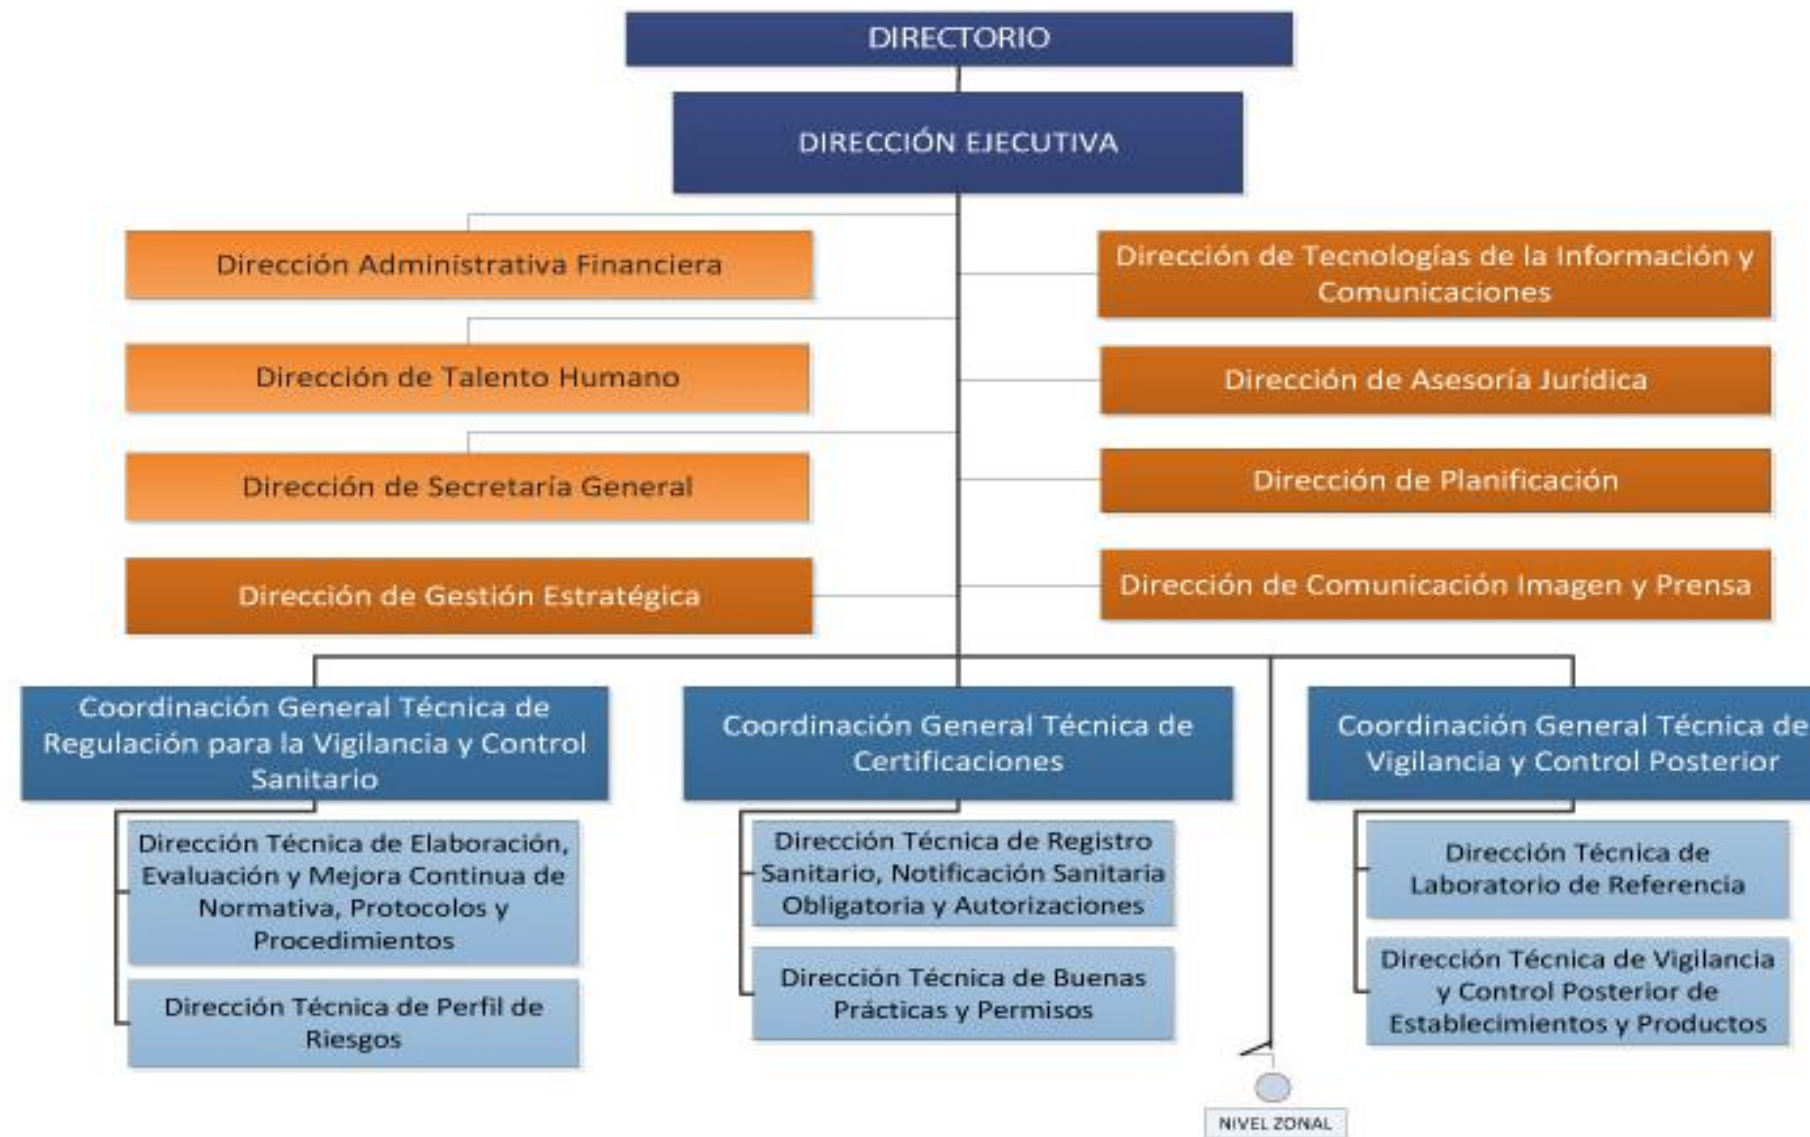 DIRECTORIO
DIRECCIÓN EJECUTIVA
Dirección Administrativa Financiera
Dirección de Talento Humano
Dirección de Secretaría General
Dirección de Gestión Estratégica
Dirección de Tecnologías de la Información y
Comunicaciones
Dirección de Asesoría Jurídica
Dirección de Planificación
Dirección de Comunicación Imagen y Prensa
Coordinación General Técnica de
Regulación para la Vigilancia y Control
Sanitario
Dirección Técnica de Elaboración,
Evaluación y Mejora Continua de
Normativa, Protocolos y
Procedimientos
Dirección Técnica de Perfil de
Riesgos
Coordinación General Técnica de
Certificaciones
Dirección Técnica de Registro
Sanitario, Notificación Sanitaria
Obligatoria y Autorizaciones
Dirección Técnica de Buenas
Prácticas y Permisos
Coordinación General Técnica de
Vigilancia y Control Posterior
Dirección Técnica de
Laboratorio de Referencia
Dirección Técnica de Vigilancia
y Control Posterior de
Establecimientos y Productos
NIVEL ZONAL